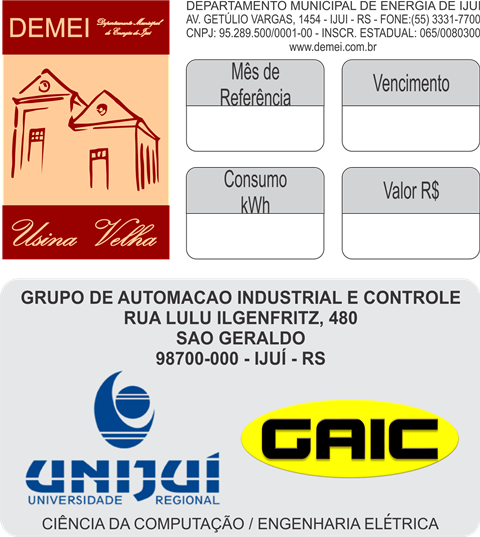 DEMEI
Departamento Municipal
de Energia de Ijuí
Usina Velha
DEPARTAMENTO MUNICIPAL DE ENERGIA DE IJUI
AV. GETÚLIO VARGAS, 1454 - IJUI - RS - FONE:(55) 3331-7700
CNPJ: 95.289.500/0001-00 - INSCR. ESTADUAL: 065/0080300
www.demei.com.br
Mês de
Referência
Vencimento
Consumo
kWh
Valor R$
GRUPO DE AUTOMACAO INDUSTRIAL E CONTROLE
RUA LULU ILGENFRITZ, 480
SAO GERALDO
98700-000 - IJUÍ - RS
UNIJUÍ
UNIVERSIDADE REGIONAL
GAIC
CIÊNCIA DA COMPUTAÇÃO / ENGENHARIA ELÉTRICA